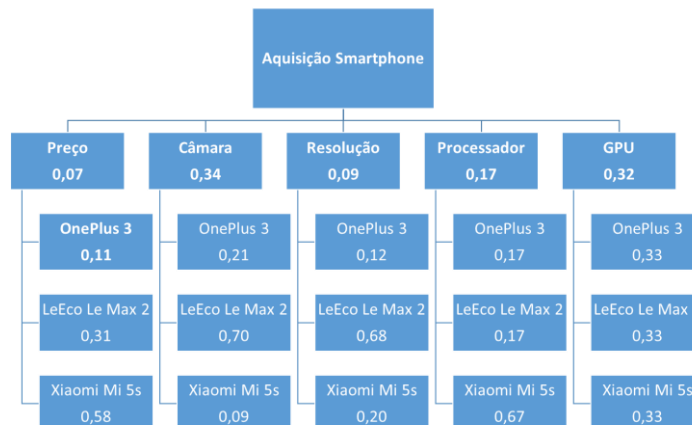 Aquisição Smartphone
Preço
0,07
Câmara
0,34
Resolução
0,09
Processador
0,17
GPU
0,32
OnePlus 3
0,11
OnePlus 3
0,21
OnePlus 3
0,12
OnePlus 3
0,17
OnePlus 3
0,33
LeEco Le Max 2
0,31
LeEco Le Max 2
0,70
LeEco Le Max 2
0,68
LeEco Le Max 2
0,17
LeEco Le Max 2
0,33
Xiaomi Mi 5s
0,58
Xiaomi Mi 5s
0,09
Xiaomi Mi 5s
0,20
Xiaomi Mi 5s
0,67
Xiaomi Mi 5s
0,33